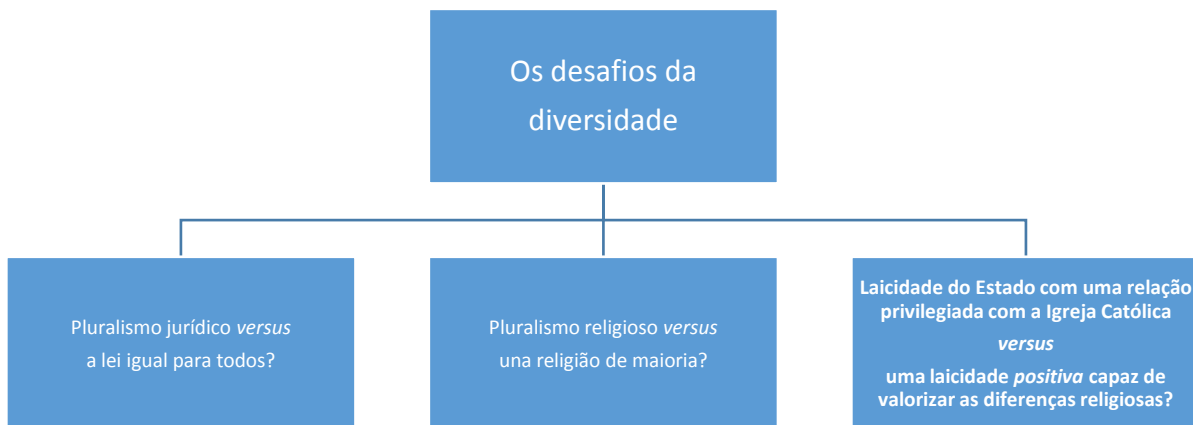 Os desafios da
diversidade
Pluralismo jurídico versus
a lei igual para todos?
Pluralismo religioso versus
una religião de maioria?
Laicidade do Estado com uma relação
privilegiada com a Igreja Católica
versus
uma laicidade positiva capaz de
valorizar as diferenças religiosas?